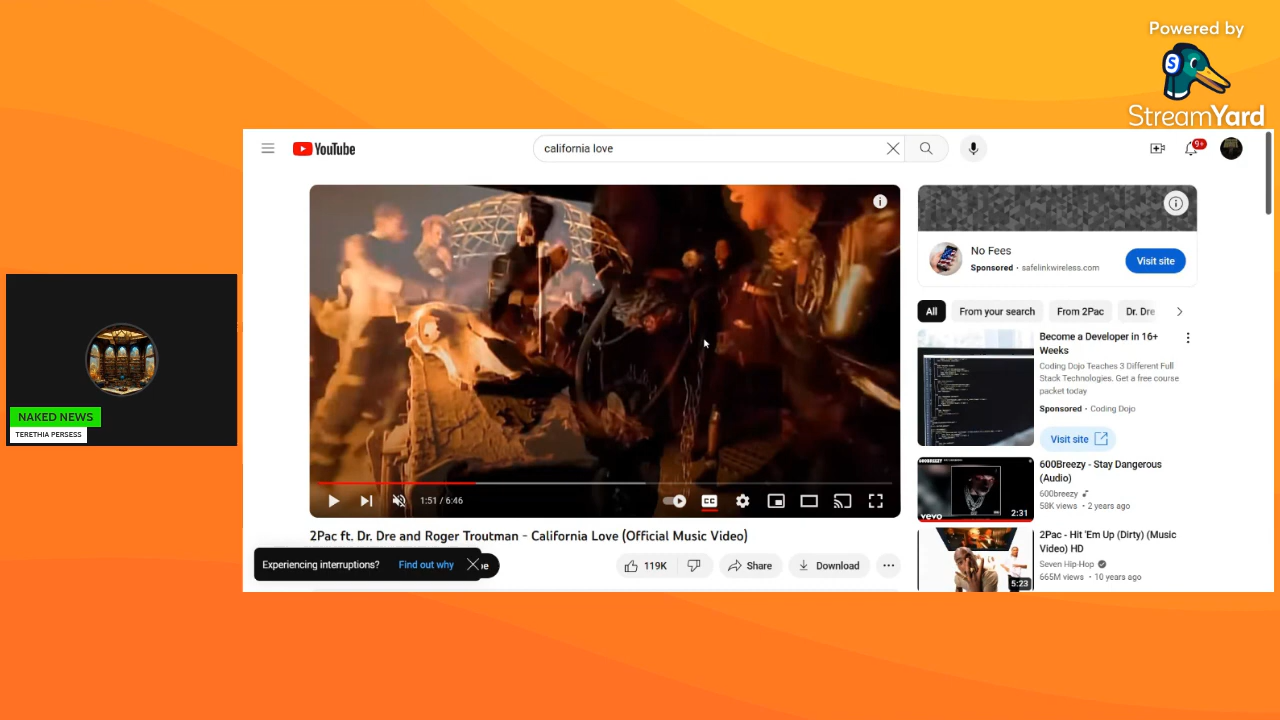 Powered by
StreamYard
YouTube
california love
9+
No Fees
Sponsored · safelinkwireless.com
Visit site
All
From your search
From 2Pac
Dr. Dre
Become a Developer in 16+
Weeks
Coding Dojo Teaches 3 Different Full
Stack Technologies. Get a free course
packet today
Sponsored · Coding Dojo
Visit site
NAKED NEWS
TERETHIA PERSESS
600Breezy - Stay Dangerous
(Audio)
600breezy
58K views · 2 years ago
vevo
2:31
1:51 / 6:46
CC
2Pac ft. Dr. Dre and Roger Troutman - California Love (Official Music Video)
2Pac - Hit 'Em Up (Dirty) (Music
Video) HD
Seven Hip-Hop
665M views · 10 years ago
5:23
Experiencing interruptions?
Find out why
119K
Share
Download